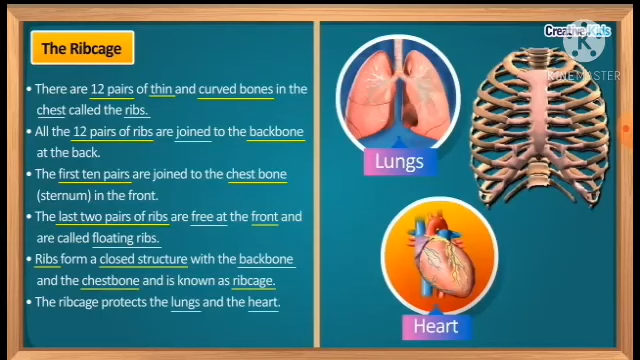 Creative Kids
KINEMASTER
The Ribcage
• There are 12 pairs of thin and curved bones in the
chest called the ribs.
• All the 12 pairs of ribs are joined to the backbone
at the back.
• The first ten pairs are joined to the chest bone
(sternum) in the front.
• The last two pairs of ribs are free at the front and
are called floating ribs.
• Ribs form a closed structure with the backbone
and the chestbone and is known as ribcage.
• The ribcage protects the lungs and the heart.
Lungs
Heart